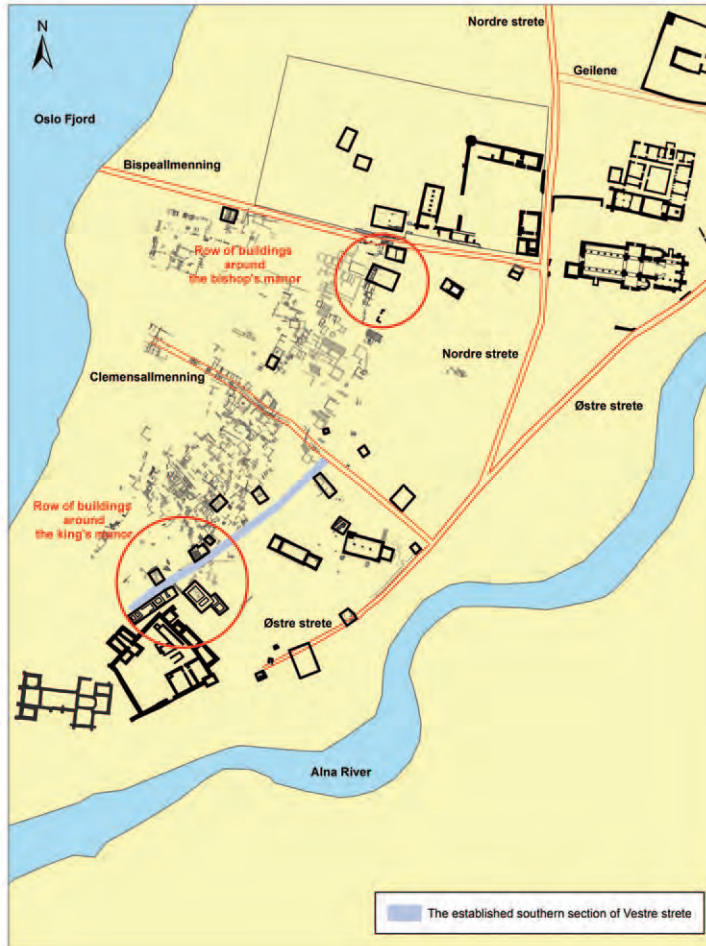 N
Nordre strete
Geilene
Oslo Fjord
Bispeallmenning
Row of buildings
around
the bishop's manor
Nordre strete
Clemensallmenning
Østre strete
Row of buildings
around
the king's manor
Østre strete
Alna River
The established southern section of Vestre strete